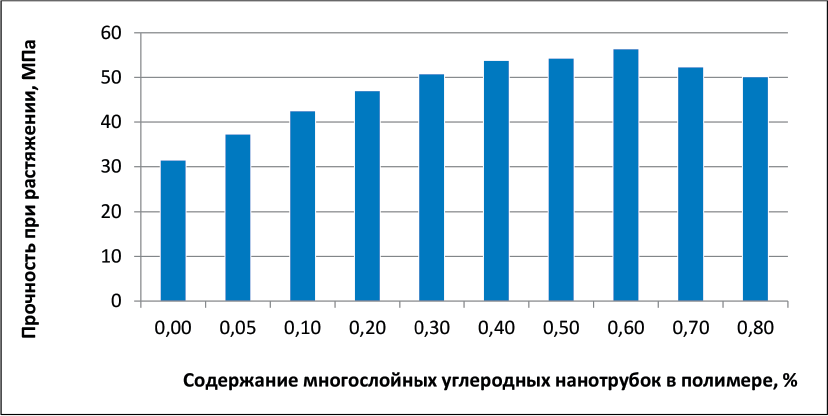 Прочность при растяжении, МПа
60
50
40
30
20
10
0
0,00 0,05 0,10 0,20 0,30 0,40 0,50 0,60 0,70 0,80
Содержание многослойных углеродных нанотрубок в полимере, %